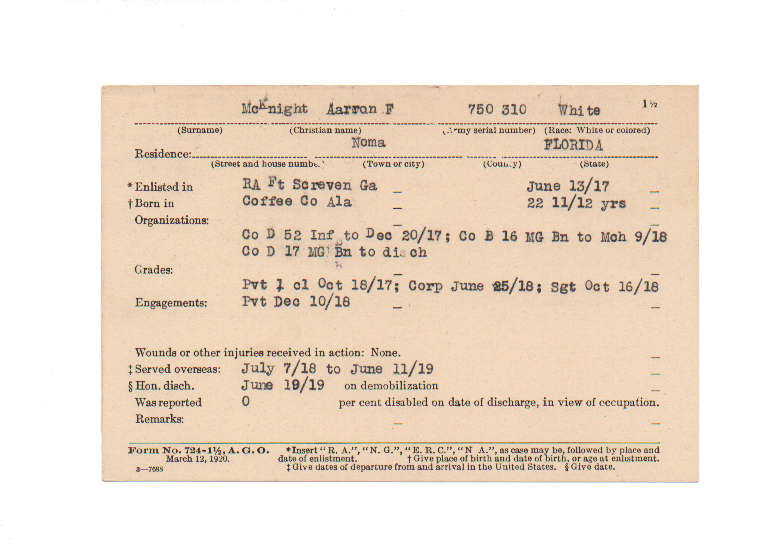 McKnight Aarron F 750 310 White 1 ½
(Surname) (Christian name) (Army serial number) (Race: White or colored)
Residence: Noma FLORIDA
(Street and house number) (Town or city) (County) (State)
* Enlisted in RA Ft Screven Ga June 13/17
† Born in Coffee Co Ala 22 11/12 yrs
Organizations:
Co D 52 Inf to Dec 20/17; Co B 16 MG Bn to Mch 9/18
Co D 17 MG Bn to disch
Grades:
Pvt 1 cl Oct 18/17; Corp June 25/18; Sgt Oct 16/18
Engagements: Pvt Dec 10/18
Wounds or other injuries received in action: None.
‡ Served overseas: July 7/18 to June 11/19
§ Hon. disch. June 19/19 on demobilization
Was reported 0 per cent disabled on date of discharge, in view of occupation.
Remarks:
Form No. 724-1½, A. G. O. *Insert "R. A.", "N. G.", "E. R. C.", "N A.", as case may be, followed by place and
March 12, 1920. date of enlistment. † Give place of birth and date of birth, or age at enlistment.
3—7688 ‡ Give dates of departure from and arrival in the United States. § Give date.